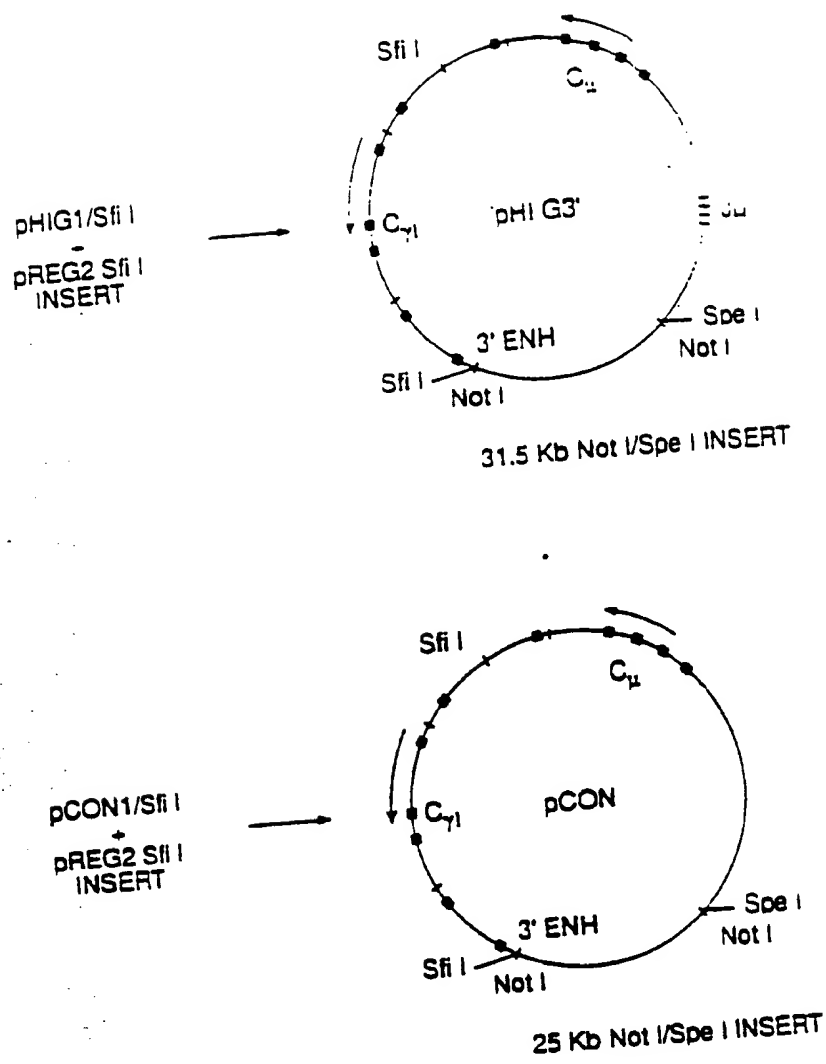 Sfi I
Cμ
pHIG1/Sfi I
pREG2 Sfi I
INSERT
pHI G3'
Cγ1
Spe I
Not I
3' ENH
Sfi I
Not I
31.5 Kb Not I/Spe I INSERT
Sfi I
Cμ
pCON1/Sfi I
+
pREG2 Sfi I
INSERT
pCON
Cγ1
Spe I
Not I
3' ENH
Sfi I
Not I
25 Kb Not I/Spe I INSERT